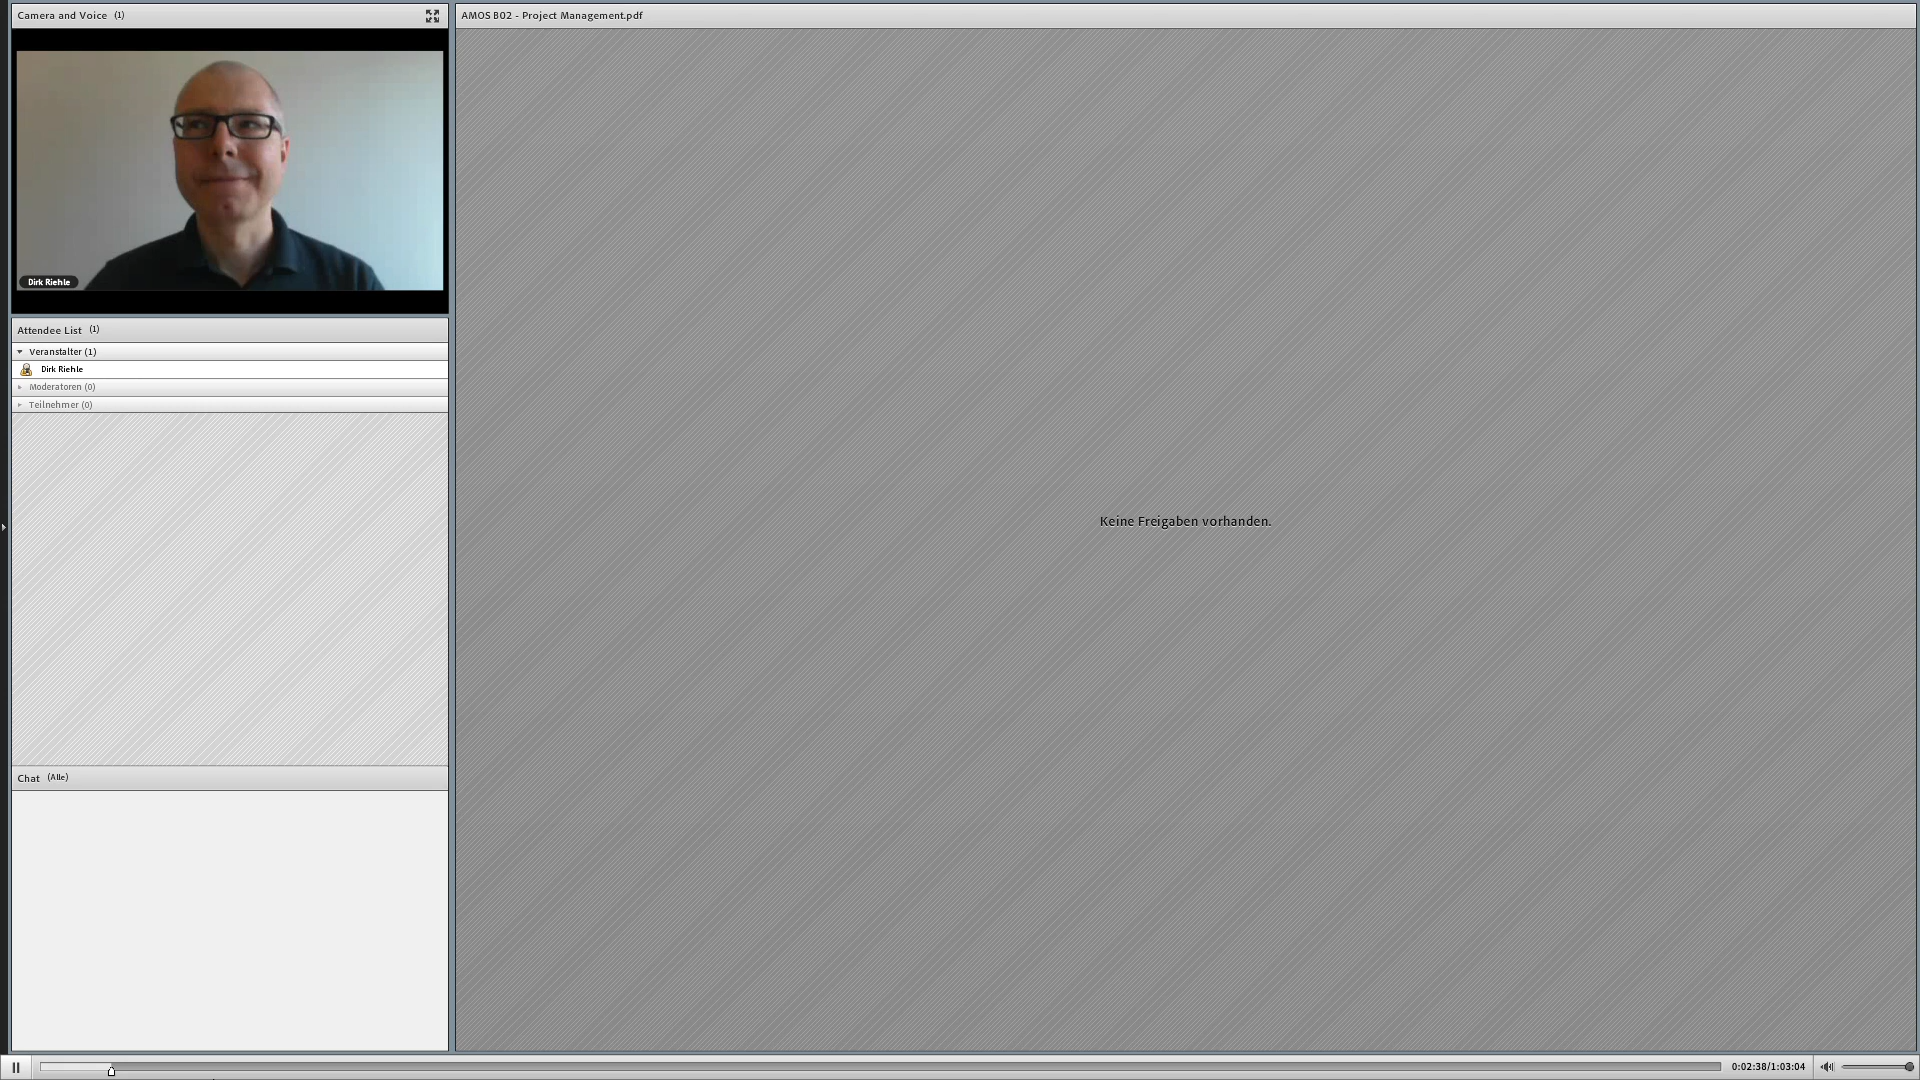 Camera and Voice (1)
AMOS B02 - Project Management.pdf
Dirk Riehle
Attendee List (1)
Veranstalter (1)
Dirk Riehle
Moderatoren (0)
Teilnehmer (0)
Keine Freigaben vorhanden.
Chat (Alle)
0:02:38/1:03:04